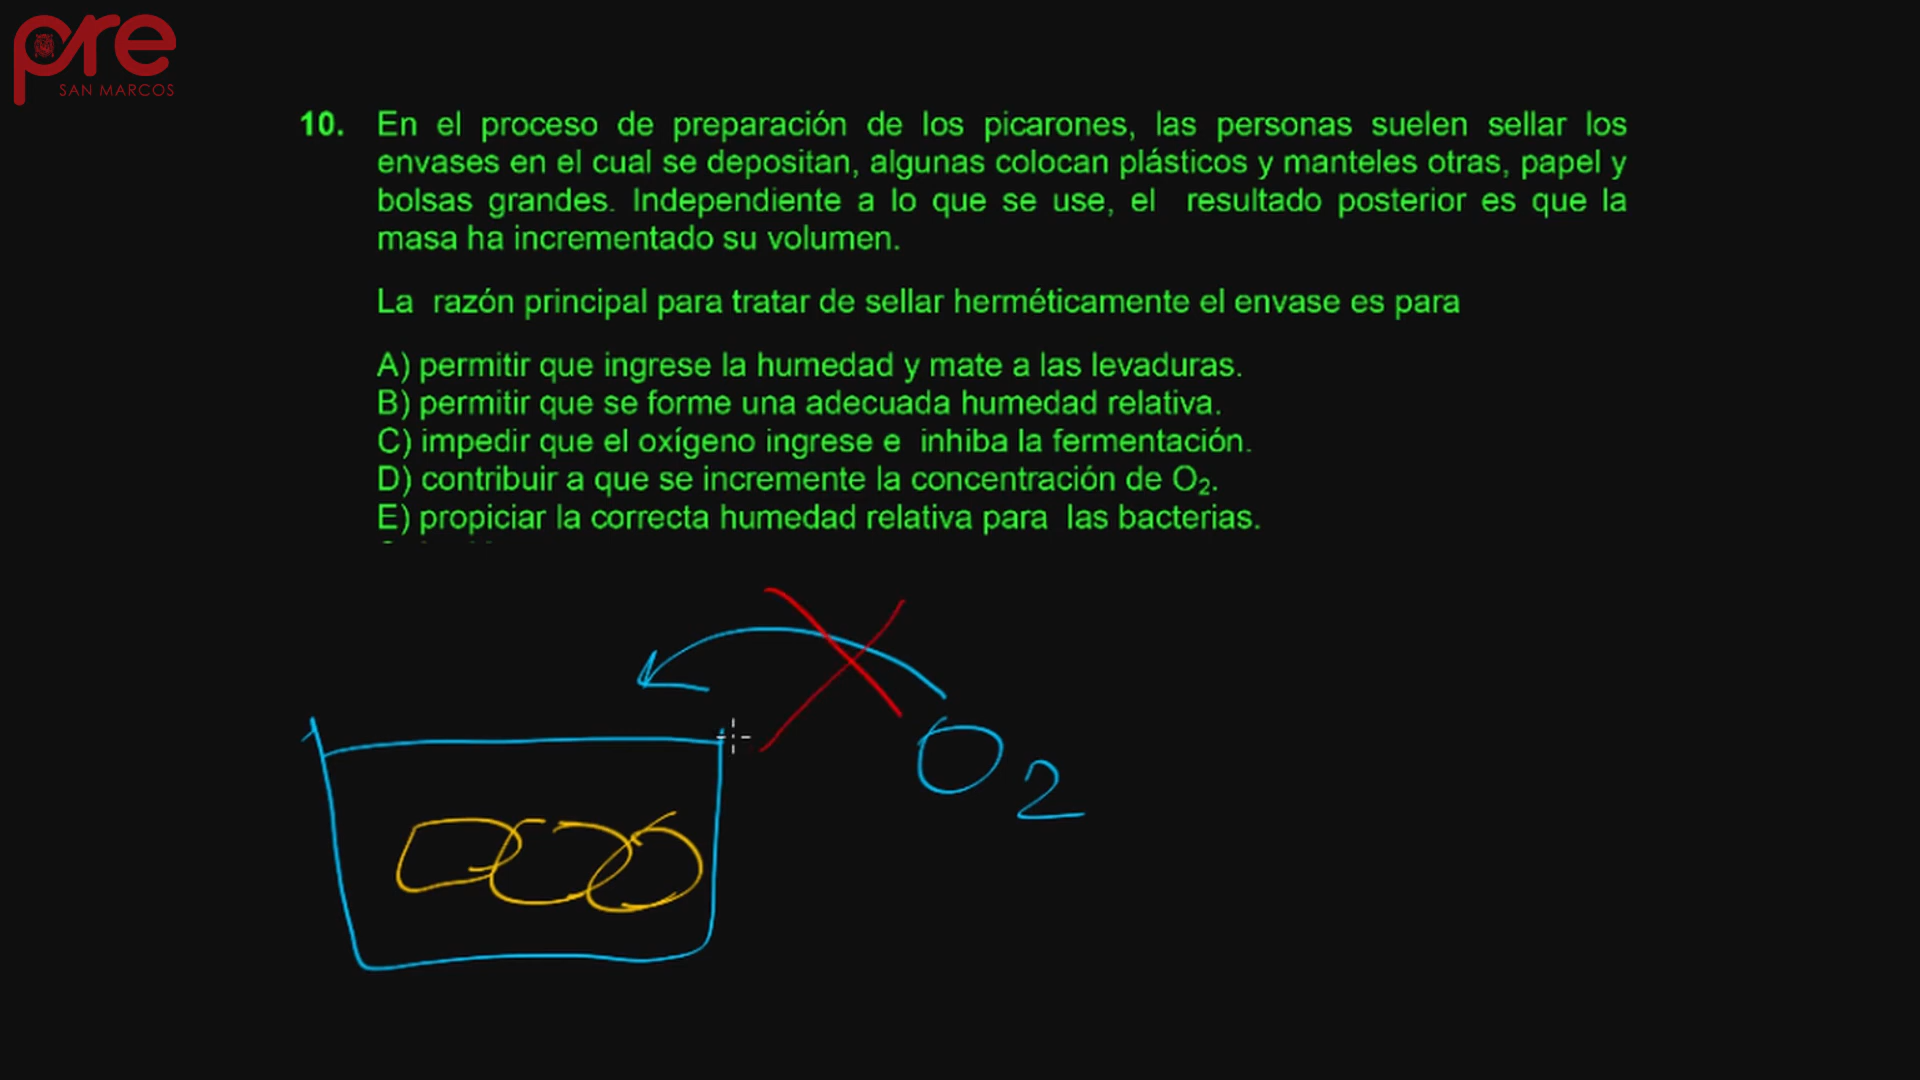 pre
SAN MARCOS
10. En el proceso de preparación de los picarones, las personas suelen sellar los
envases en el cual se depositan, algunas colocan plásticos y manteles otras, papel y
bolsas grandes. Independiente a lo que se use, el resultado posterior es que la
masa ha incrementado su volumen.
La razón principal para tratar de sellar herméticamente el envase es para
A) permitir que ingrese la humedad y mate a las levaduras.
B) permitir que se forme una adecuada humedad relativa.
C) impedir que el oxígeno ingrese e inhiba la fermentación.
D) contribuir a que se incremente la concentración de O₂.
E) propiciar la correcta humedad relativa para las bacterias.
O2